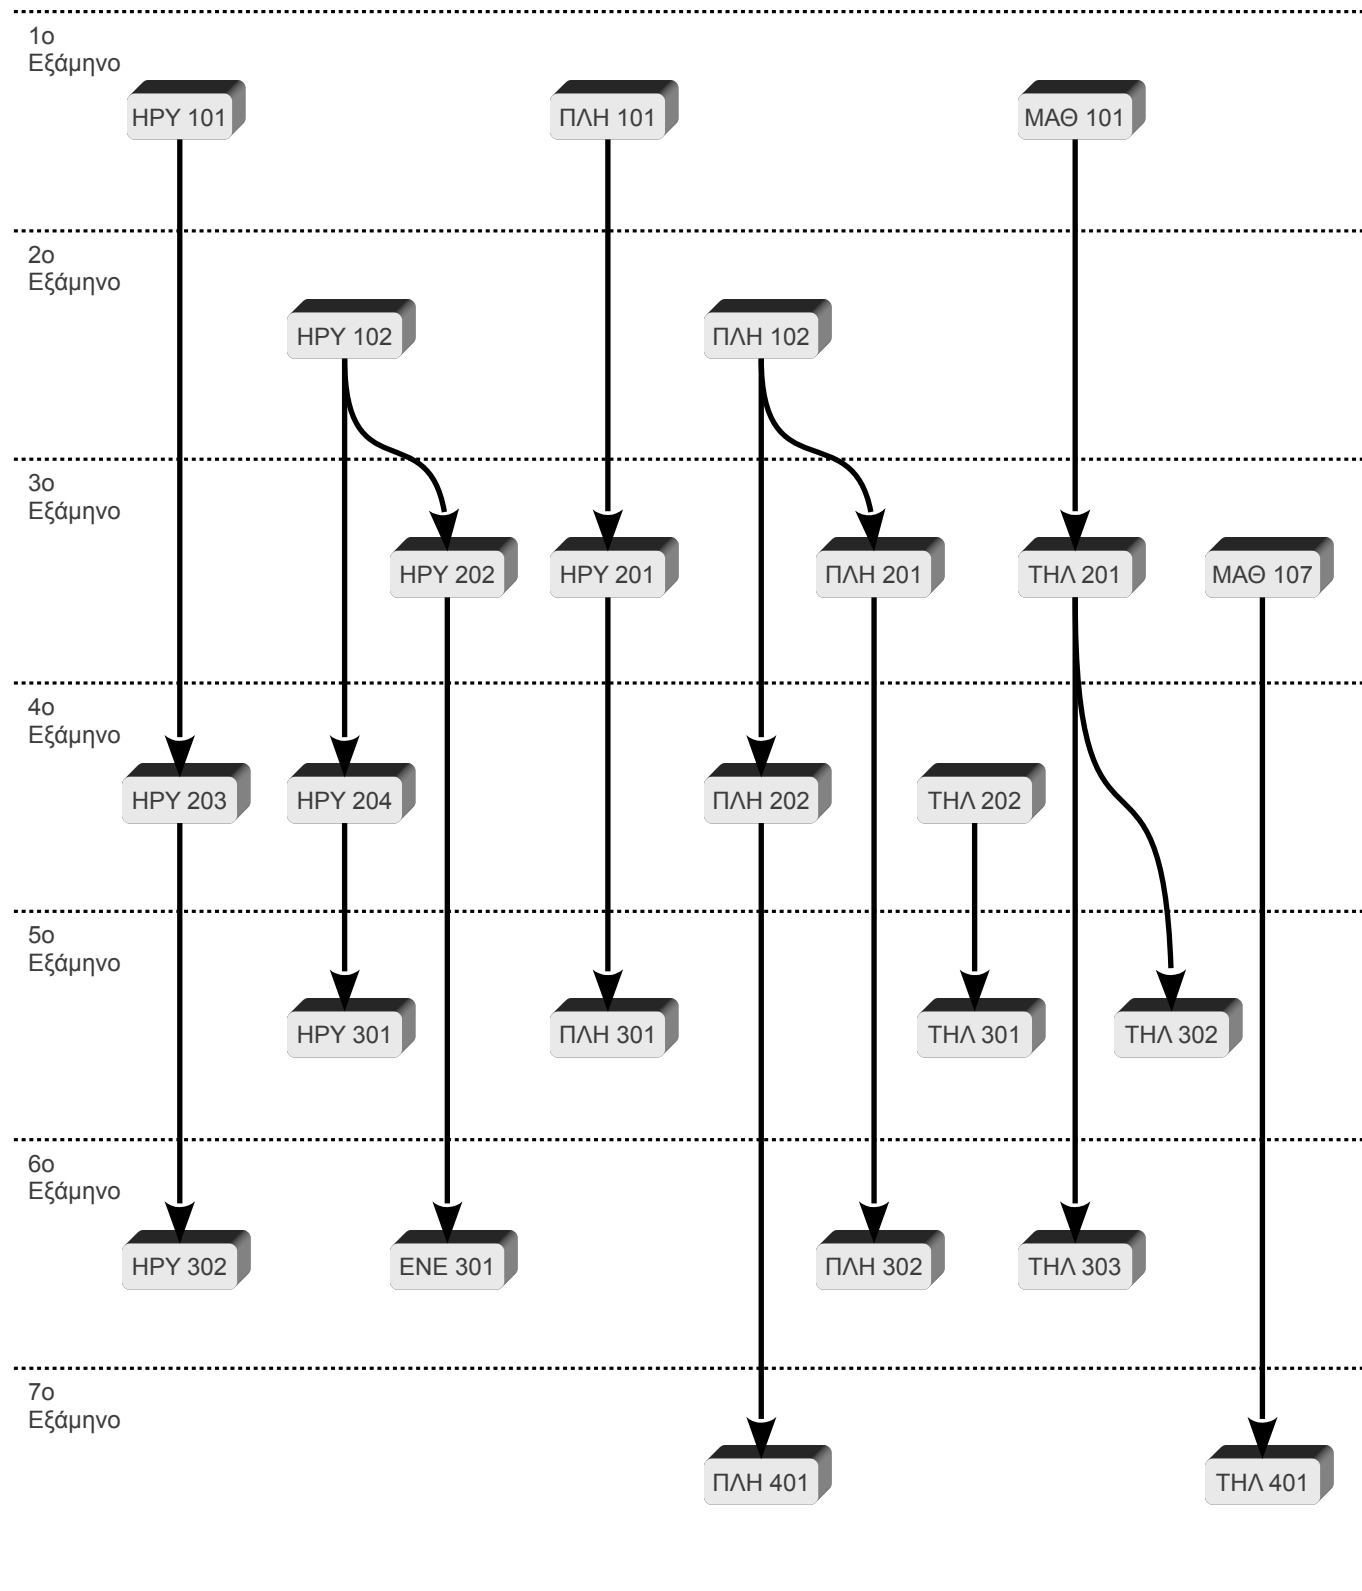 1ο
Εξάμηνο
ΗΡΥ 101
ΠΛΗ 101
ΜΑΘ 101
2ο
Εξάμηνο
ΗΡΥ 102
ΠΛΗ 102
3ο
Εξάμηνο
ΗΡΥ 202
ΗΡΥ 201
ΠΛΗ 201
ΤΗΛ 201
ΜΑΘ 107
4ο
Εξάμηνο
ΗΡΥ 203
ΗΡΥ 204
ΠΛΗ 202
ΤΗΛ 202
5ο
Εξάμηνο
ΗΡΥ 301
ΠΛΗ 301
ΤΗΛ 301
ΤΗΛ 302
6ο
Εξάμηνο
ΗΡΥ 302
ΕΝΕ 301
ΠΛΗ 302
ΤΗΛ 303
7ο
Εξάμηνο
ΠΛΗ 401
ΤΗΛ 401